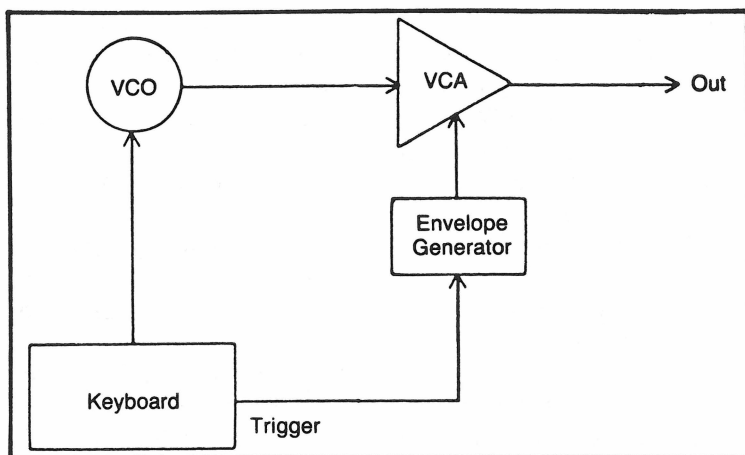 VCO
VCA
Out
Envelope
Generator
Keyboard
Trigger